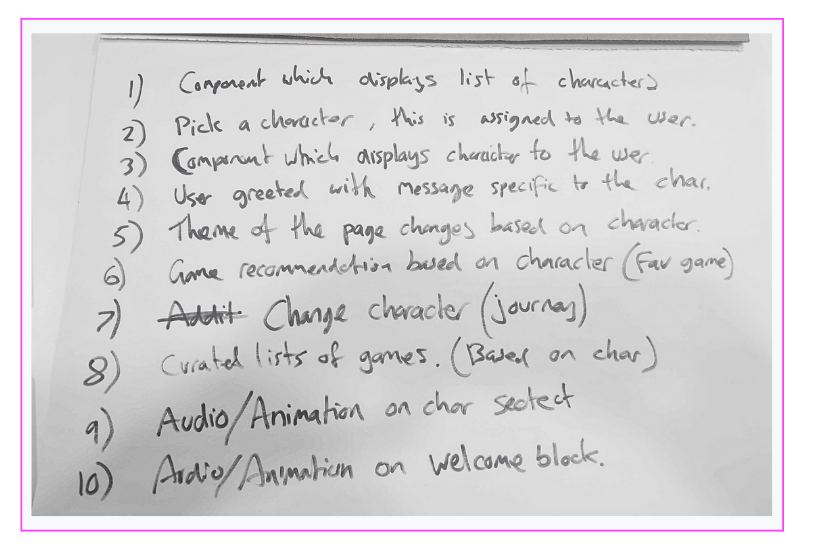 1) Component which displays list of characters
2) Pick a character, this is assigned to the user.
3) Component which displays character to the user
4) User greeted with message specific to the char.
5) Theme of the page changes based on character.
6) Game recommendation based on character (Fav game)
7) Addit Change character (journey)
8) Curated lists of games. (Based on char)
9) Audio/Animation on char seotect
10) Audio/Animation on welcome block.